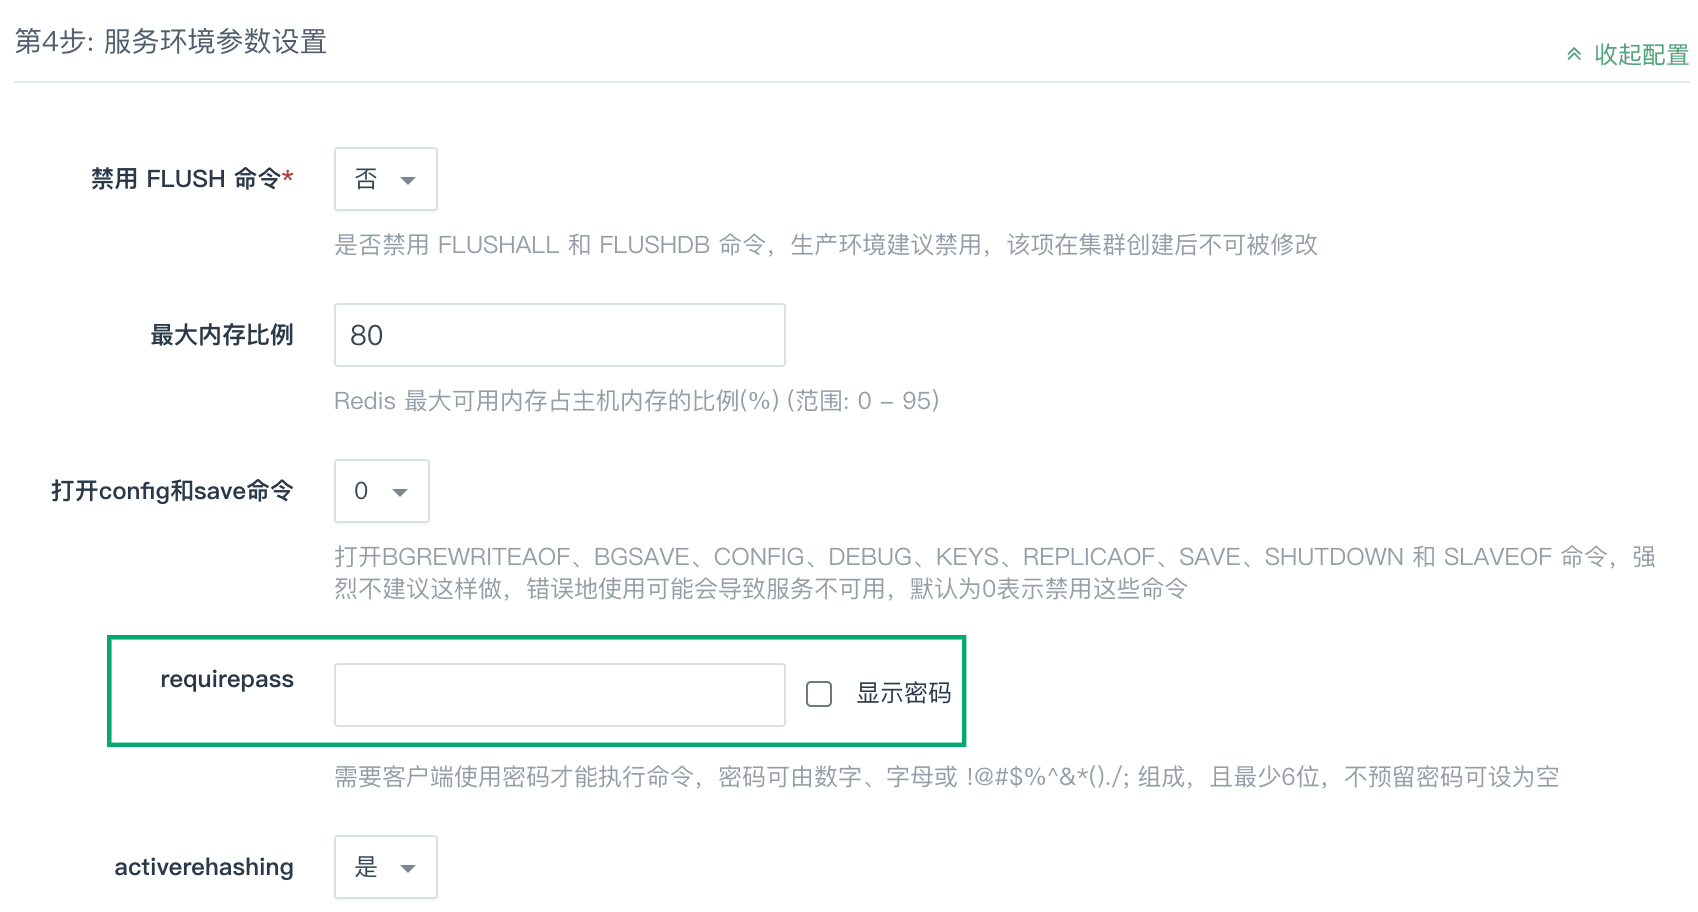 第4步: 服务环境参数设置
收起配置
禁用 FLUSH 命令*
否
是否禁用 FLUSHALL 和 FLUSHDB 命令，生产环境建议禁用，该项在集群创建后不可被修改
最大内存比例
80
Redis 最大可用内存占主机内存的比例(%) (范围: 0 – 95)
打开config和save命令
0
打开BGREWRITEAOF、BGSAVE、CONFIG、DEBUG、KEYS、REPLICAOF、SAVE、SHUTDOWN 和 SLAVEOF 命令，强
烈不建议这样做，错误地使用可能会导致服务不可用，默认为0表示禁用这些命令
requirepass
显示密码
需要客户端使用密码才能执行命令，密码可由数字、字母或 !@#$%^&*()./; 组成，且最少6位，不预留密码可设为空
activerehashing
是